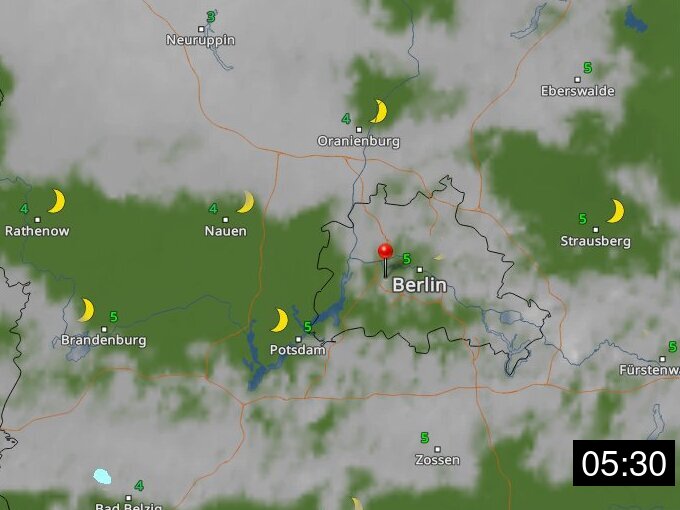 3
Neuruppin
5
Eberswalde
4
Oranienburg
4
Rathenow
4
Nauen
5
Strausberg
5
Berlin
5
Brandenburg
5
Potsdam
5
Fürstenwa
5
Zossen
05:30
4
Bad Belzig